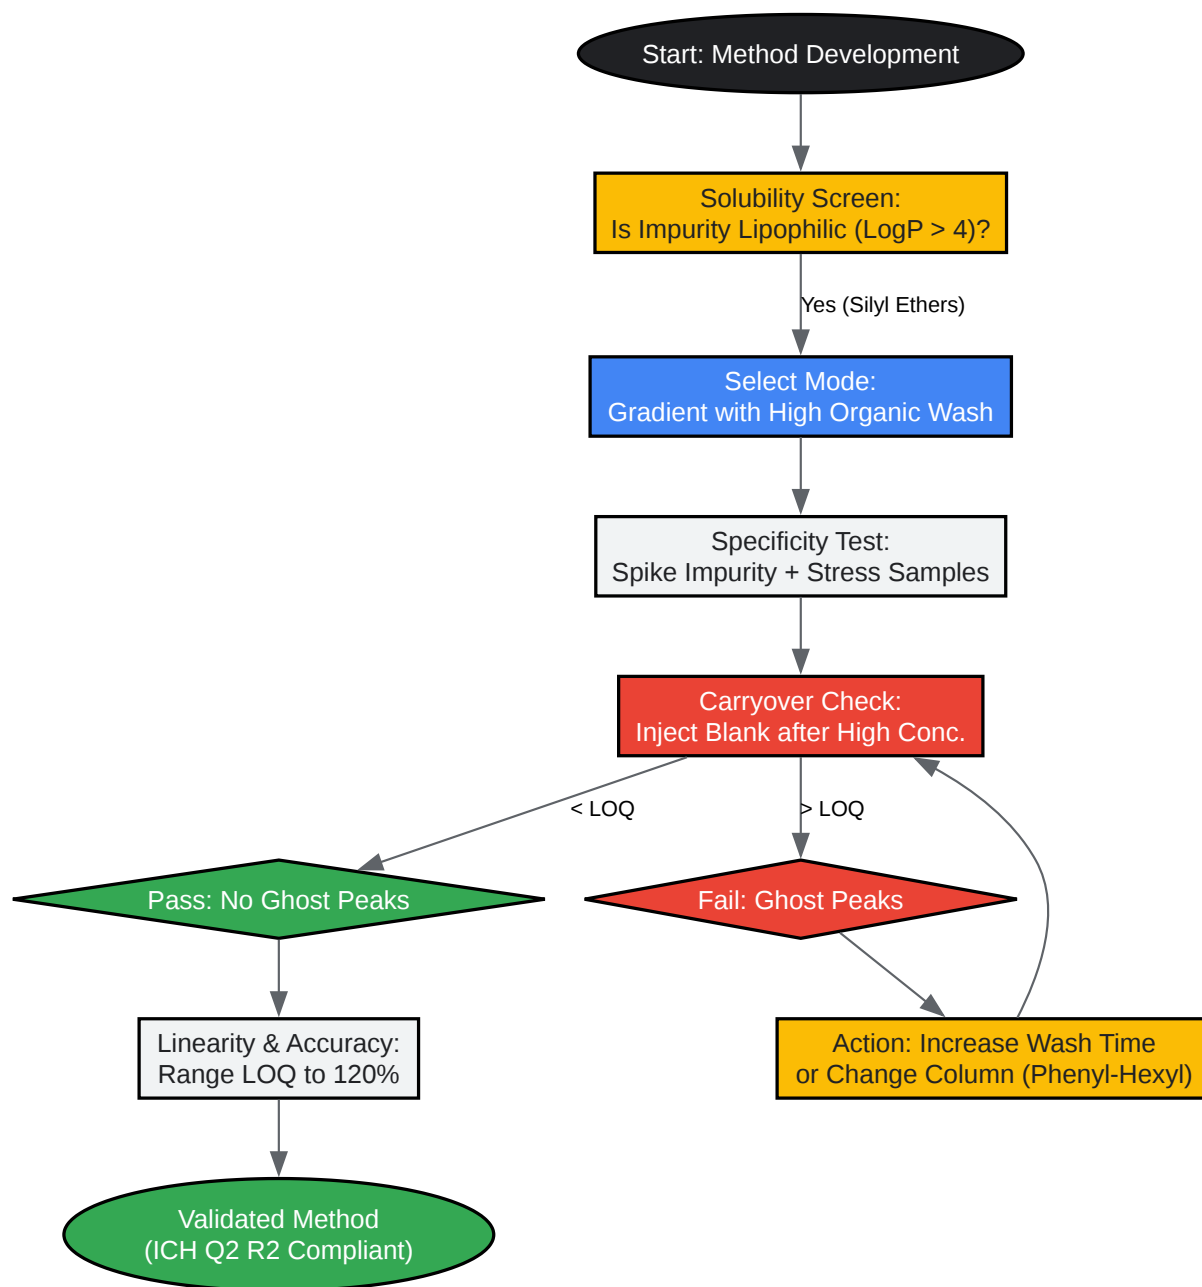 Start: Method Development
Solubility Screen:
Is Impurity Lipophilic (LogP > 4)?
Yes (Silyl Ethers)
Select Mode:
Gradient with High Organic Wash
Specificity Test:
Spike Impurity + Stress Samples
Carryover Check:
Inject Blank after High Conc.
< LOQ
> LOQ
Pass: No Ghost Peaks
Fail: Ghost Peaks
Linearity & Accuracy:
Range LOQ to 120%
Action: Increase Wash Time
or Change Column (Phenyl-Hexyl)
Validated Method
(ICH Q2 R2 Compliant)